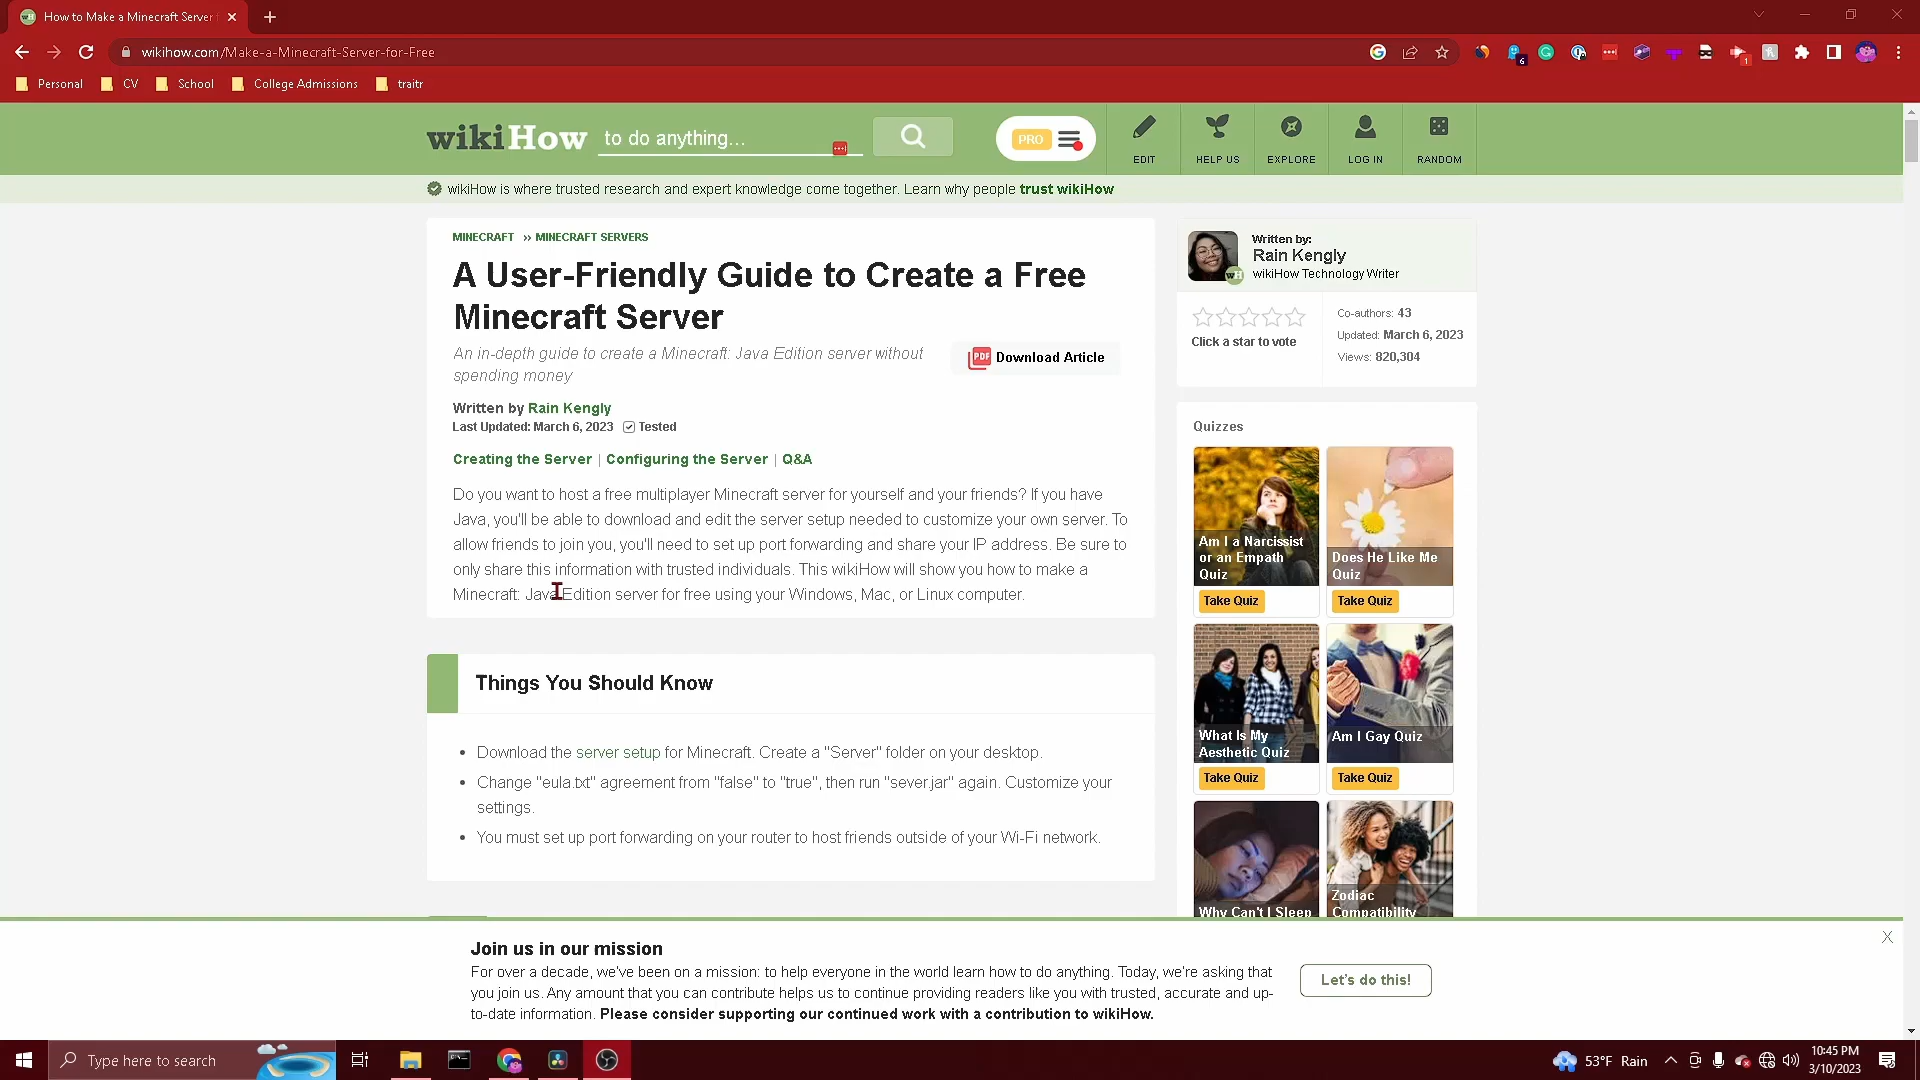 How to Make a Minecraft Server
wikihow.com/Make-a-Minecraft-Server-for-Free
6
1
Personal
CV
School
College Admissions
traitr
wikiHow
to do anything...
PRO
EDIT
HELP US
EXPLORE
LOG IN
RANDOM
wikiHow is where trusted research and expert knowledge come together. Learn why people trust wikiHow
MINECRAFT » MINECRAFT SERVERS
A User-Friendly Guide to Create a Free
Minecraft Server
An in-depth guide to create a Minecraft: Java Edition server without
spending money
PDF Download Article
Written by Rain Kengly
Last Updated: March 6, 2023 Tested
Creating the Server | Configuring the Server | Q&A
Do you want to host a free multiplayer Minecraft server for yourself and your friends? If you have
Java, you'll be able to download and edit the server setup needed to customize your own server. To
allow friends to join you, you'll need to set up port forwarding and share your IP address. Be sure to
only share this information with trusted individuals. This wikiHow will show you how to make a
Minecraft: Java Edition server for free using your Windows, Mac, or Linux computer.
Things You Should Know
Download the server setup for Minecraft. Create a "Server" folder on your desktop.
Change "eula.txt" agreement from "false" to "true", then run "sever.jar" again. Customize your
settings.
You must set up port forwarding on your router to host friends outside of your Wi-Fi network.
Written by:
Rain Kengly
wH
wikiHow Technology Writer
Click a star to vote
Co-authors: 43
Updated: March 6, 2023
Views: 820,304
Quizzes
Am I a Narcissist
or an Empath
Quiz
Take Quiz
Does He Like Me
Quiz
Take Quiz
What Is My
Aesthetic Quiz
Take Quiz
Am I Gay Quiz
Take Quiz
Why Can't I Sleep
Zodiac
Compatibility
Join us in our mission
X
For over a decade, we've been on a mission: to help everyone in the world learn how to do anything. Today, we're asking that
you join us. Any amount that you can contribute helps us to continue providing readers like you with trusted, accurate and up-
to-date information. Please consider supporting our continued work with a contribution to wikiHow.
Let's do this!
Type here to search
53°F Rain
10:45 PM
3/10/2023